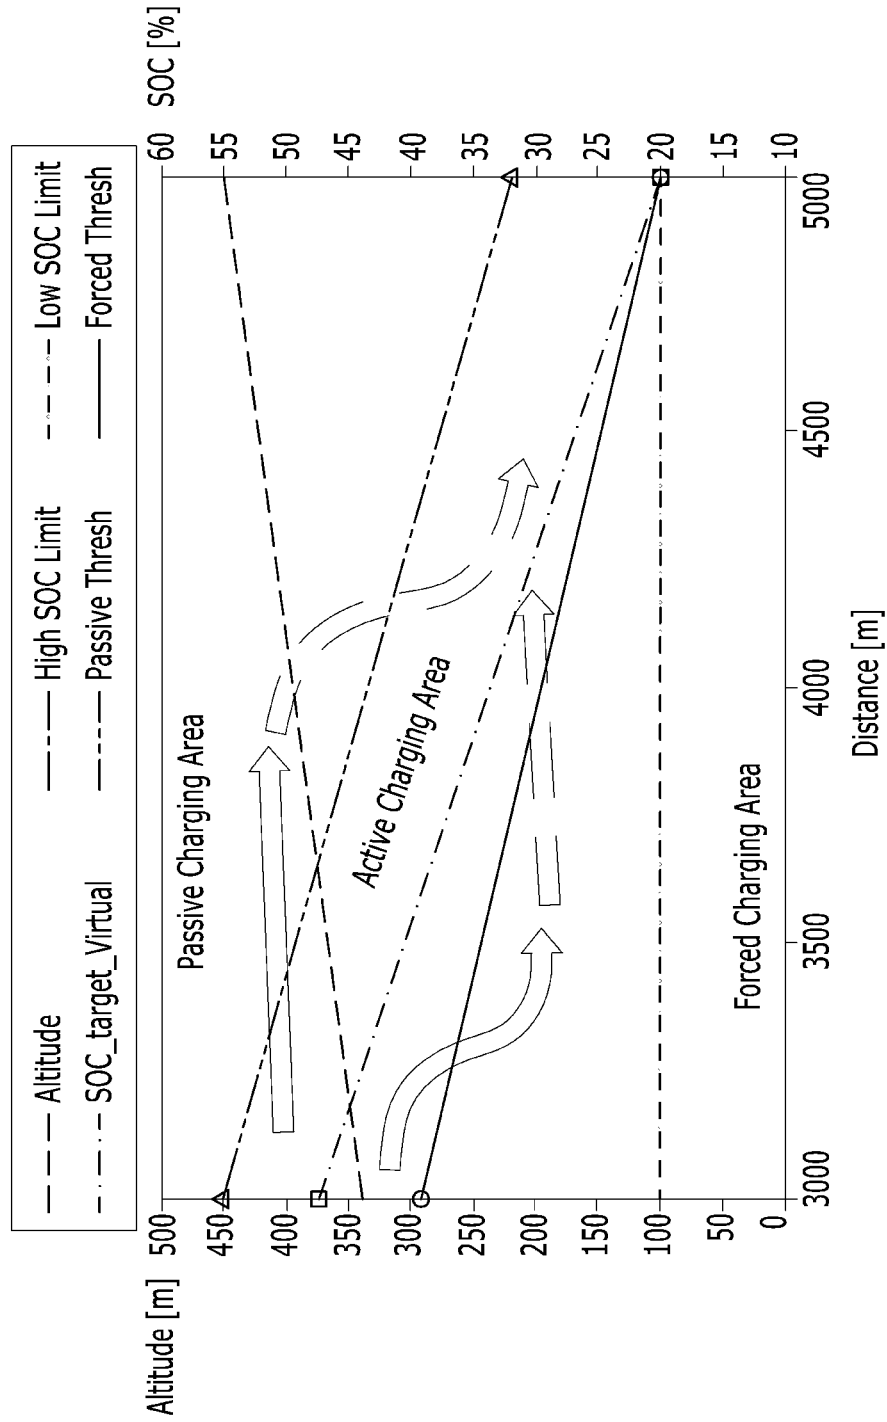 Altitude
High SOC Limit
Low SOC Limit
SOC_target_Virtual
Passive Thresh
Forced Thresh
Altitude [m]
SOC [%]
500
450
400
350
300
250
200
150
100
50
0
Passive Charging Area
Active Charging Area
Forced Charging Area
60
55
50
45
40
35
30
25
20
15
10
3000
3500
4000
4500
5000
Distance [m]